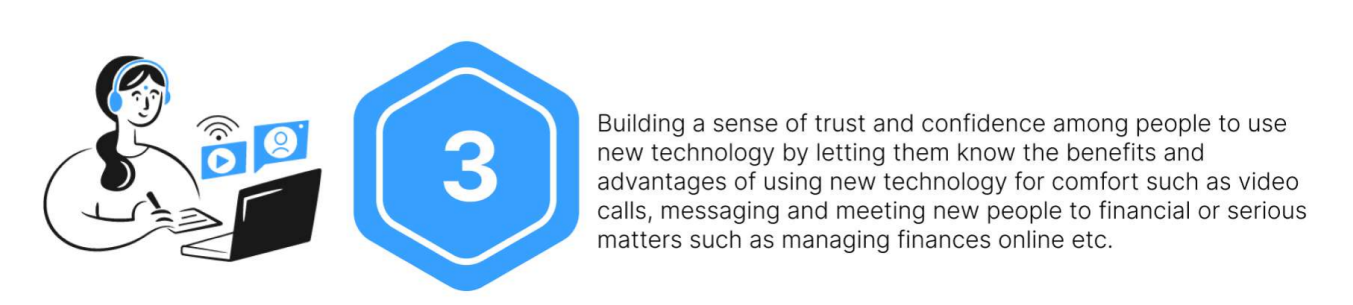 3
Building a sense of trust and confidence among people to use
new technology by letting them know the benefits and
advantages of using new technology for comfort such as video
calls, messaging and meeting new people to financial or serious
matters such as managing finances online etc.